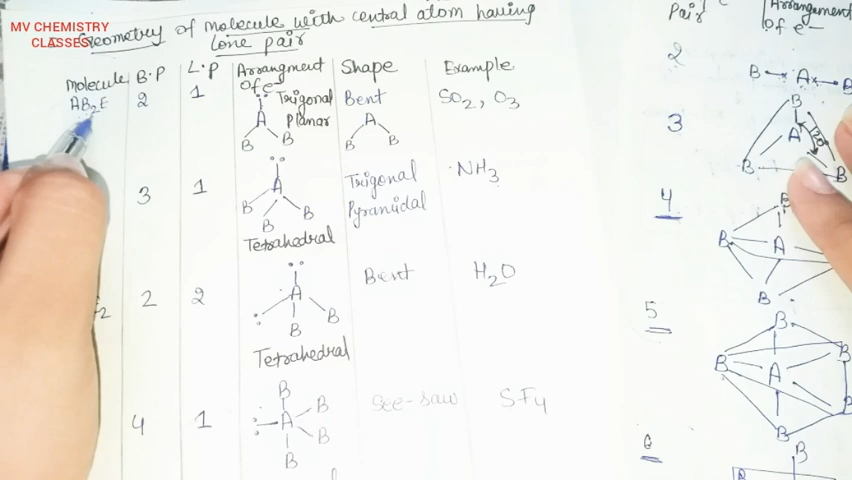 MV CHEMISTRY
CLASSES
Geometry of molecule with central atom having
lone pair
Molecule B.P L.P Arrangment of e- Shape Example
AB2E 2 1 Trigonal Planar Bent SO2, O3
A
B B
A
B B
3 1 Trigonal Pyramidal NH3
A
B B B
Tetrahedral
2 2 Bent H2O
A
B B
Tetrahedral
4 1 See-saw SF4
B
A B
B
B
Pair Arrangement
of e-
2
B A B
3
B
A 120
B B
4
B
B A
B
5
B
B A B
B
B
6
B
B